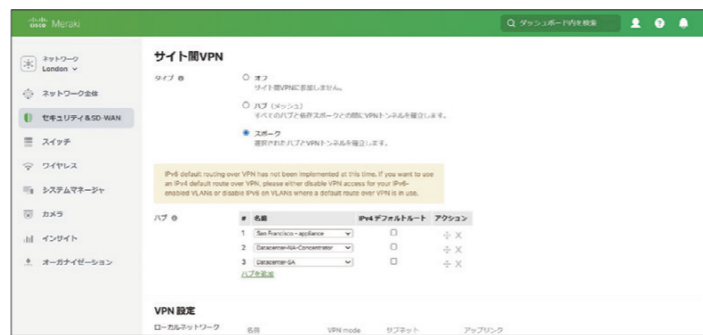 cisco Meraki
ダッシュボード内を検索
ネットワーク
London
ネットワーク全体
セキュリティ&SD-WAN
スイッチ
ワイヤレス
システムマネージャ
カメラ
インサイト
オーガナイゼーション
サイト間VPN
タイプ
オフ
サイト間VPNに参加しません。
ハブ (メッシュ)
すべてのハブと依存スポークとの間にVPNトンネルを確立します。
スポーク
選択されたハブとVPNトンネルを確立します。
IPv6 default routing over VPN has not been implemented at this time. If you want to use
an IPv4 default route over VPN, please either disable VPN access for your IPv6-
enabled VLANs or disable IPv6 on VLANs where a default route over VPN is in use.
ハブ
# 名前 IPv4 デフォルトルート アクション
1 San Francisco - appliance
2 Datacenter-NA-Concentrator
3 Datacenter-SA
ハブを追加
VPN 設定
ローカルネットワーク
名前 VPN mode サブネット アップリンク